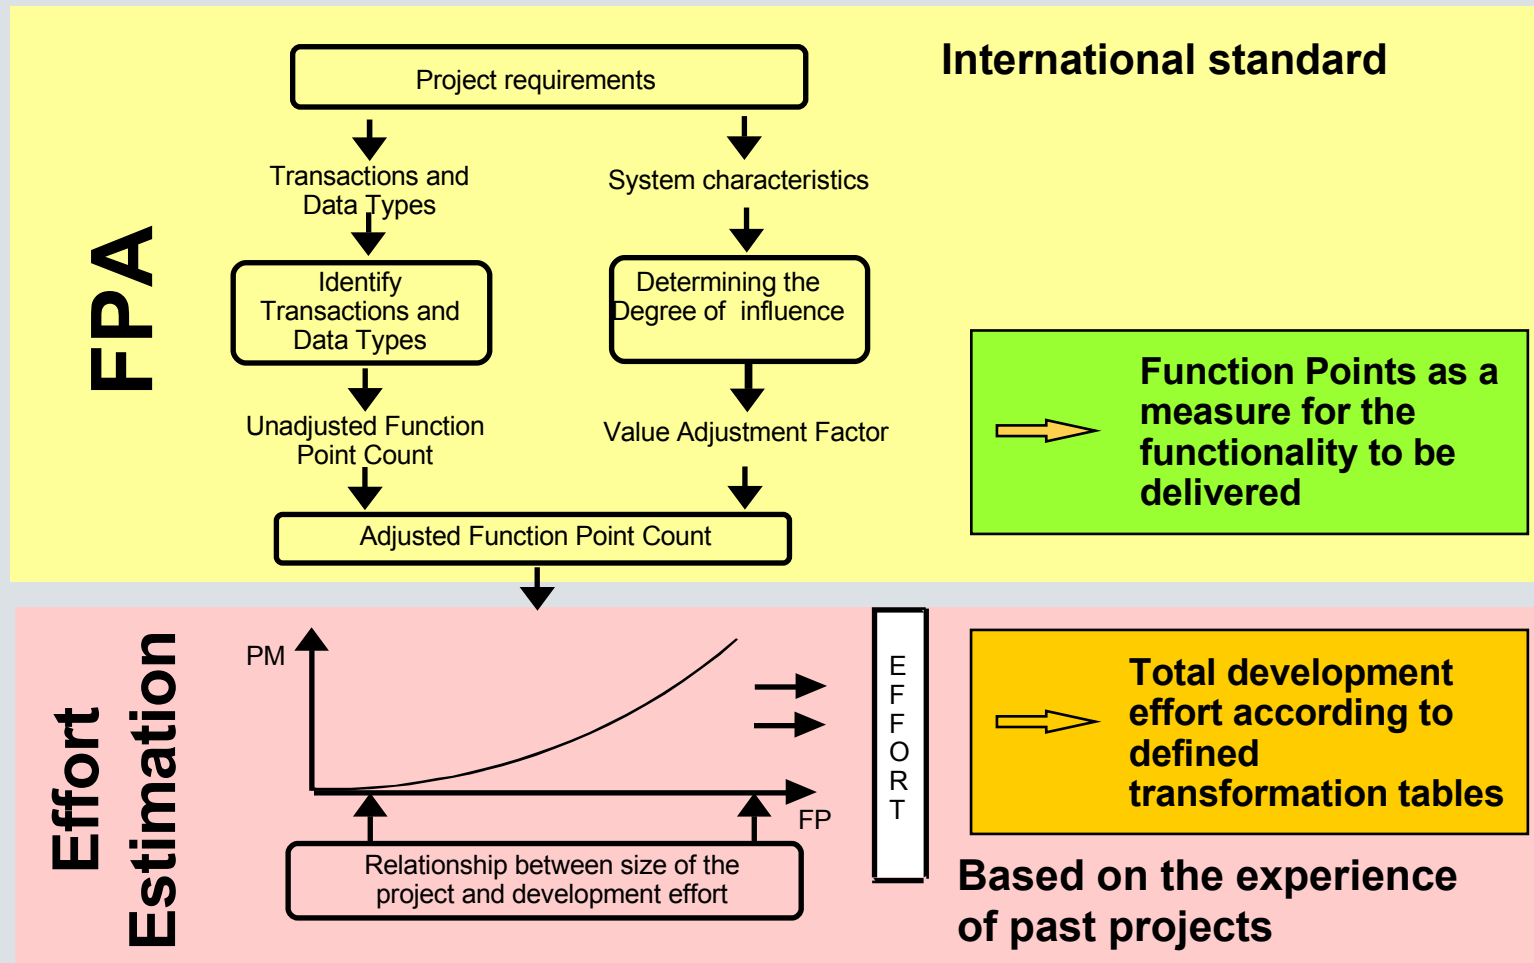 International standard
Project requirements
Transactions and
Data Types
System characteristics
FPA
Identify
Transactions and
Data Types
Determining the
Degree of  influence
Function Points as a
measure for the
functionality to be
delivered
Unadjusted Function
Point Count
Value Adjustment Factor
Adjusted Function Point Count
Effort
Estimation
PM
FP
EFFORT
Total development
effort according to
defined
transformation tables
Relationship between size of the
project and development effort
Based on the experience
of past projects